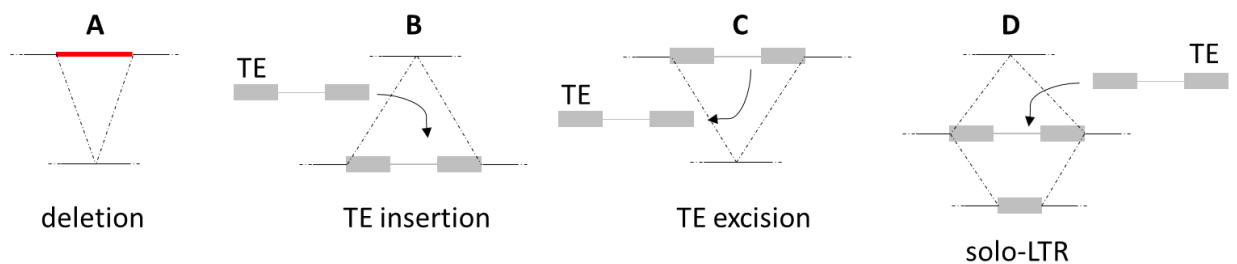 A
B
C
D
TE
TE
TE
deletion
TE insertion
TE excision
solo-LTR